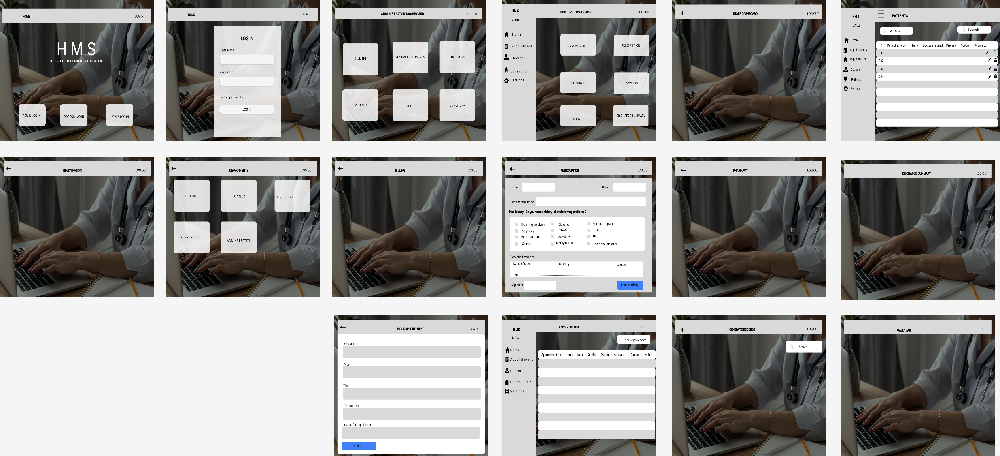 HOME
LOG IN
HMS
HOSPITAL MANAGEMENT SYSTEM
ADMIN LOG IN
DOCTOR LOG IN
STAFF LOG IN
HOME
LOG IN
LOG IN
Username
Password
Forgot password ?
LOG IN
ADMINISTRATOR DASHBOARD
LOG OUT
BILLING
GENERATE RECORDS
DOCTORS
PATIENTS
STAFF
PHARMACY
HMS
MENU
Home
Appointments
Doctors
Departments
Settings
DOCTOR'S DASHBOARD
LOG OUT
APPOINTMENTS
PRESCRIPTION
CALENDAR
DOCTORS
PATIENTS
DISCHARGE SUMMARY
STAFF DASHBOARD
LOG OUT
HMS
MENU
Home
Appointments
Departments
Doctors
Patients
Settings
PATIENTS
Add new
Search
ID Date checked-in Name Doctor assigned Disease Status Room no.
001
002
003
004
REGISTRATION
LOG OUT
DEPARTMENTS
LOG OUT
CLINICAL
NURSING
TECHNICAL
SUPPORTIVE
ADMINSTRATIVE
BILLING
LOG OUT
PRESCRIPTION
LOG OUT
Name
Date
Problem description
Past history: Do you have a history of the following problems ?
Breathing problems Diabetes Electrical implant
Pregnancy Stroke Ulcers
Heart problems Depression TB
Cancer Kidney failure High blood pressure
Prescribed medicine
Name of drugs Quantity Amount
Total
Signature
Send to billing
PHARMACY
LOG OUT
DISCHARGE SUMMARY
LOG OUT
BOOK APPOINTMENT
LOG OUT
Patient ID
Date
Time
Department
Reason for appointment
Boook
HMS
MENU
Home
Appointments
Doctors
Departments
Settings
APPOINTMENTS
LOG OUT
+ Add appointment
Appointment no. Name Date Service Doctor Amount Status Action
GENERATE RECORDS
LOG OUT
Search
CALENDAR
LOG OUT